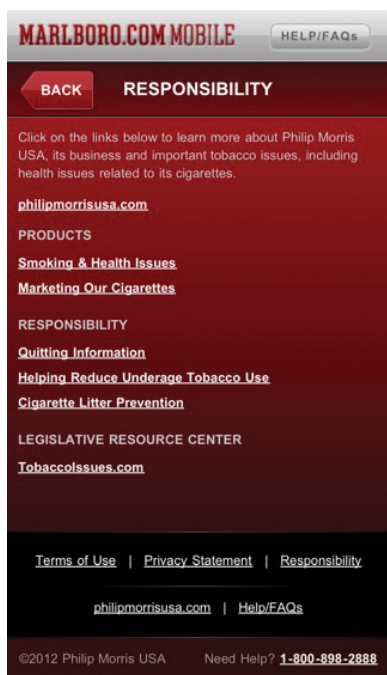 MARLBORO.COM MOBILE HELP/FAQs
BACK RESPONSIBILITY
Click on the links below to learn more about Philip Morris
USA, its business and important tobacco issues, including
health issues related to its cigarettes.
philipmorrisusa.com
PRODUCTS
Smoking & Health Issues
Marketing Our Cigarettes
RESPONSIBILITY
Quitting Information
Helping Reduce Underage Tobacco Use
Cigarette Litter Prevention
LEGISLATIVE RESOURCE CENTER
TobaccoIssues.com
Terms of Use | Privacy Statement | Responsibility
philipmorrisusa.com | Help/FAQs
©2012 Philip Morris USA Need Help? 1-800-898-2888